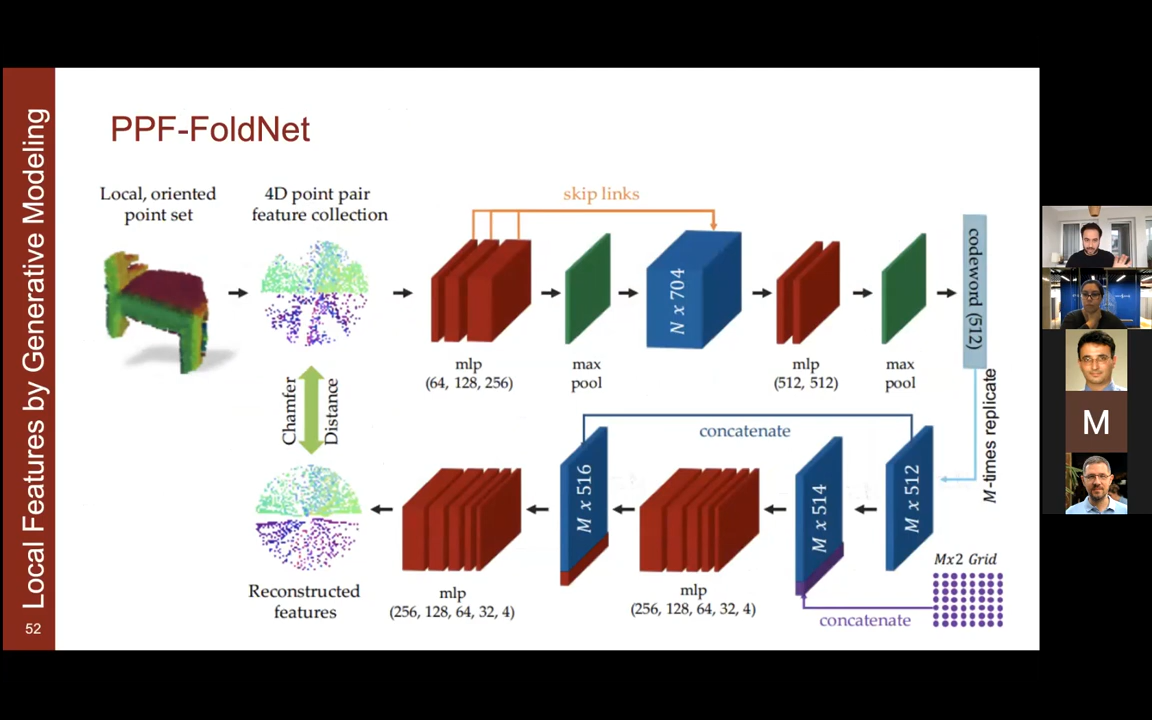 Local Features by Generative Modeling
52
PPF-FoldNet
Local, oriented
point set
4D point pair
feature collection
skip links
N x 704
codeword (512)
mlp
(64, 128, 256)
max
pool
mlp
(512, 512)
max
pool
Chamfer
Distance
M-times replicate
concatenate
M x 516
M x 514
M x 512
Mx2 Grid
Reconstructed
features
mlp
(256, 128, 64, 32, 4)
mlp
(256, 128, 64, 32, 4)
concatenate
M